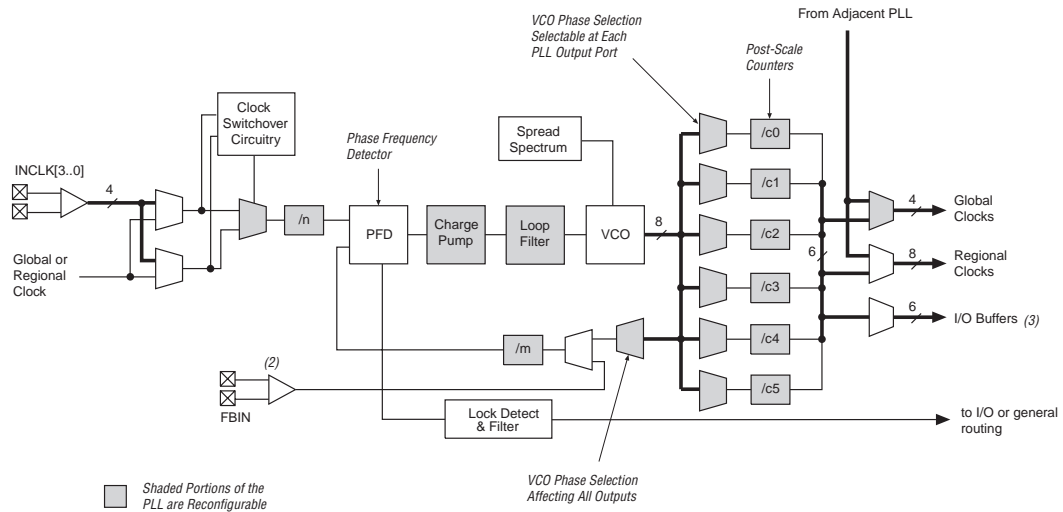 From Adjacent PLL
VCO Phase Selection
Selectable at Each
PLL Output Port
Post-Scale
Counters
Clock
Switchover
Circuitry
/c0
Spread
Spectrum
Phase Frequency
Detector
INCLK[3..0]
4
/c1
4
Global
Clocks
/n
PFD
Charge
Pump
Loop
Filter
VCO
8
/c2
6
8
Regional
Clocks
Global or
Regional
Clock
/c3
6
I/O Buffers (3)
/m
/c4
(2)
FBIN
/c5
Lock Detect
& Filter
to I/O or general
routing
VCO Phase Selection
Affecting All Outputs
Shaded Portions of the
PLL are Reconfigurable